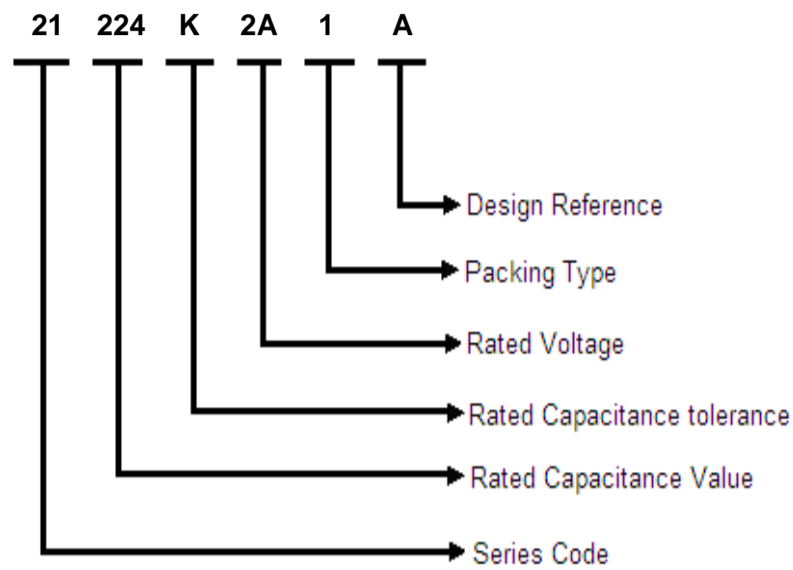 21 224 K 2A 1 A
Design Reference
Packing Type
Rated Voltage
Rated Capacitance tolerance
Rated Capacitance Value
Series Code